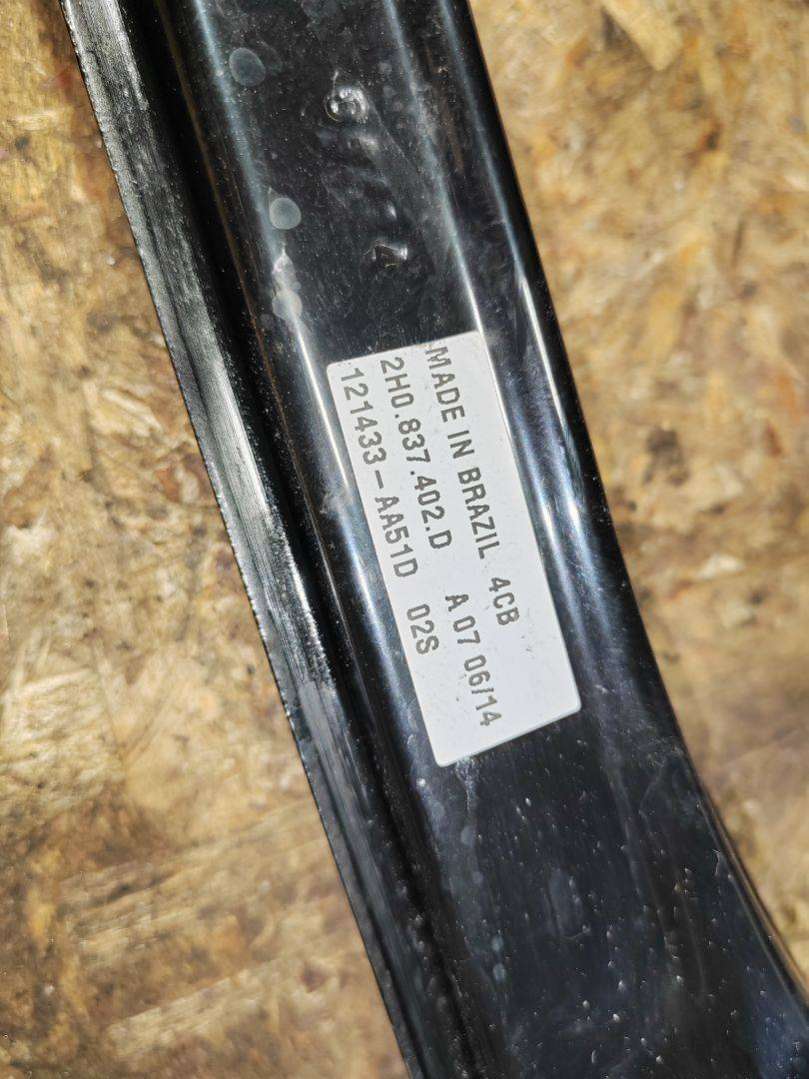 MADE IN BRAZIL 4CB
2H0.837.402.D A 07 06/14
121433-AA51D 02S